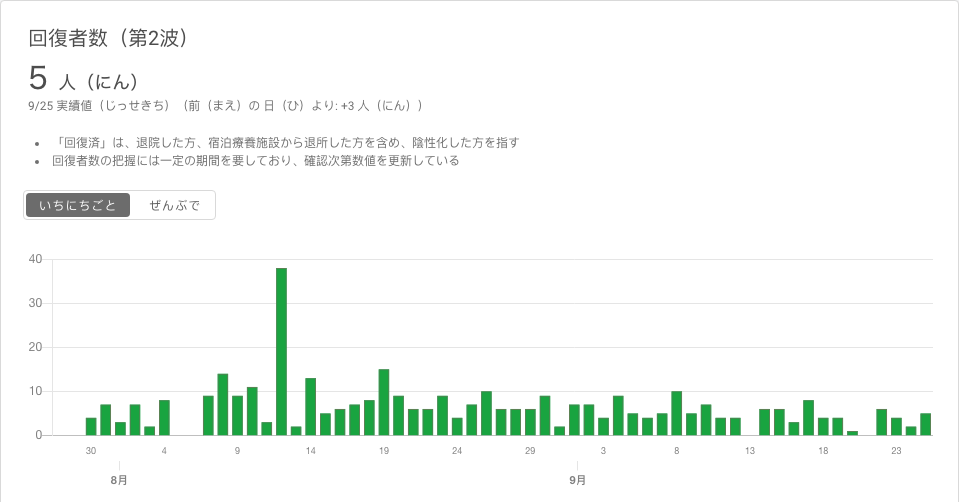 回復者数（第2波）
5 人（にん）
9/25 実績値（じっせきち）（前（まえ）の 日（ひ）より: +3 人（にん））
• 「回復済」は、退院した方、宿泊療養施設から退所した方を含め、陰性化した方を指す
• 回復者数の把握には一定の期間を要しており、確認次第数値を更新している
いちにちごと ぜんぶで
40
30
20
10
0
30 4 9 14 19 24 29 3 8 13 18 23
8月 9月